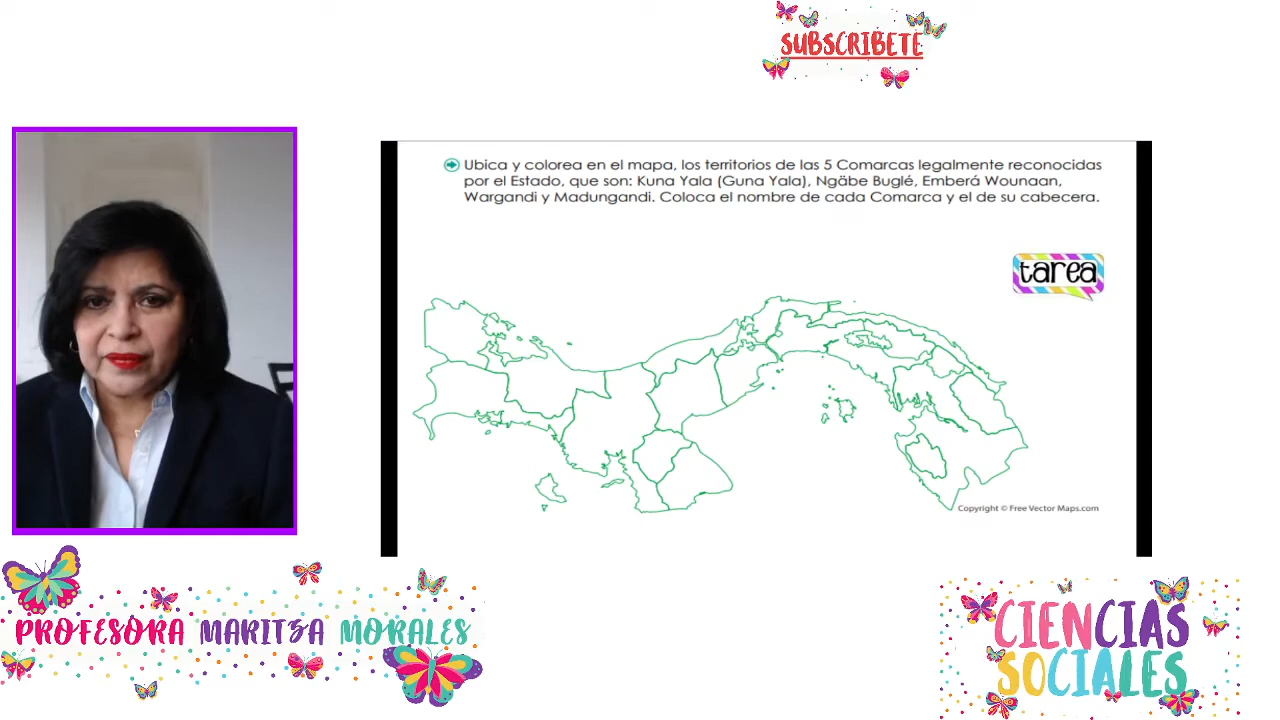 SUBSCRIBETE
Ubica y colorea en el mapa, los territorios de las 5 Comarcas legalmente reconocidas
por el Estado, que son: Kuna Yala (Guna Yala), Ngäbe Buglé, Emberá Wounaan,
Wargandi y Madungandi. Coloca el nombre de cada Comarca y el de su cabecera.
tarea
Copyright © Free Vector Maps.com
PROFESORA MARITZA MORALES
CIENCIAS
SOCIALES